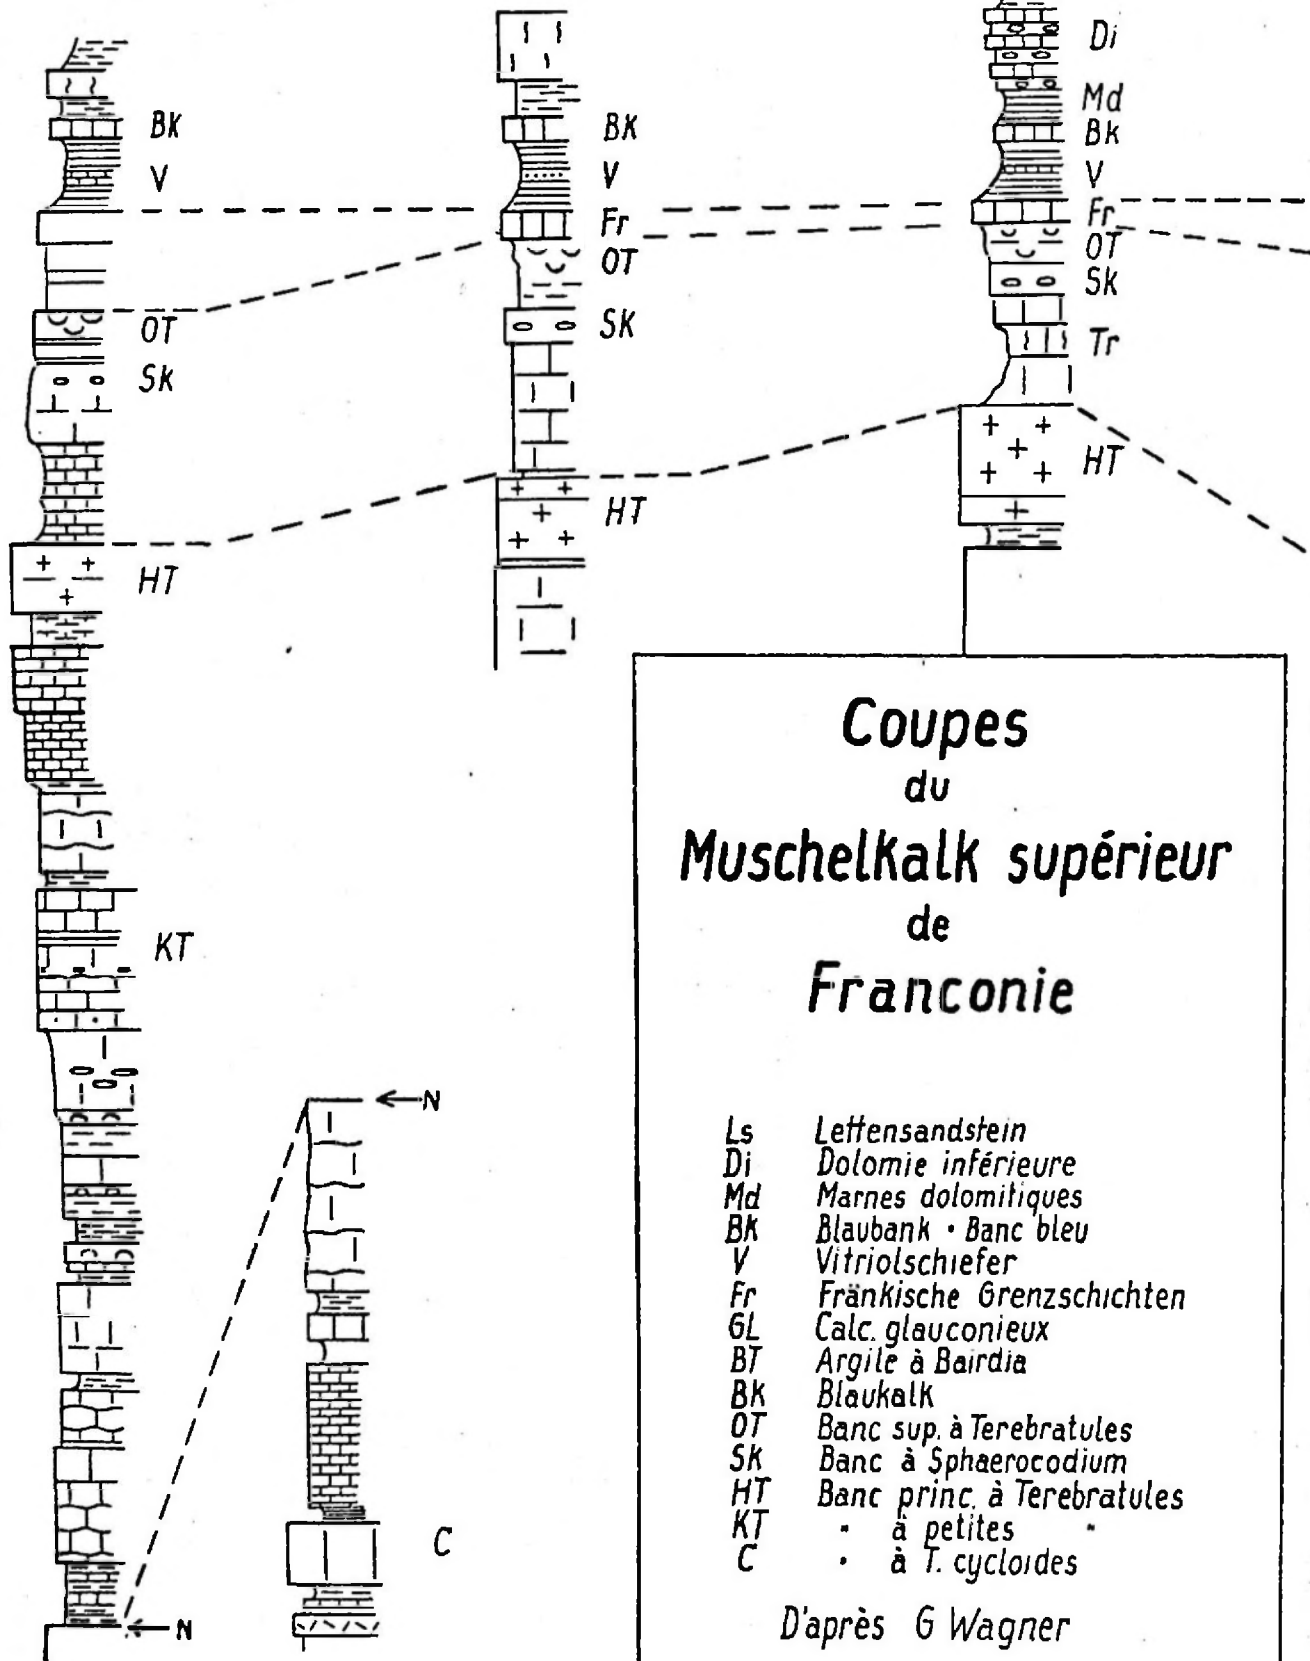 BK
V
OT
Sk
HT
KT
N
BK
V
Fr
OT
SK
HT
Di
Md
Bk
V
Fr
OT
Sk
Tr
HT
N
C
Coupes
du
Muschelkalk supérieur
de
Franconie
Ls Lettensandstein
Di Dolomie inférieure
Md Marnes dolomitiques
BK Blaubank · Banc bleu
V Vitriolschiefer
Fr Fränkische Grenzschichten
GL Calc. glauconieux
BT Argile à Bairdia
BK Blaukalk
OT Banc sup. à Terebratules
SK Banc à Sphaerocodium
HT Banc princ. à Terebratules
KT · à petites "
C · à T. cycloides
D'après G Wagner